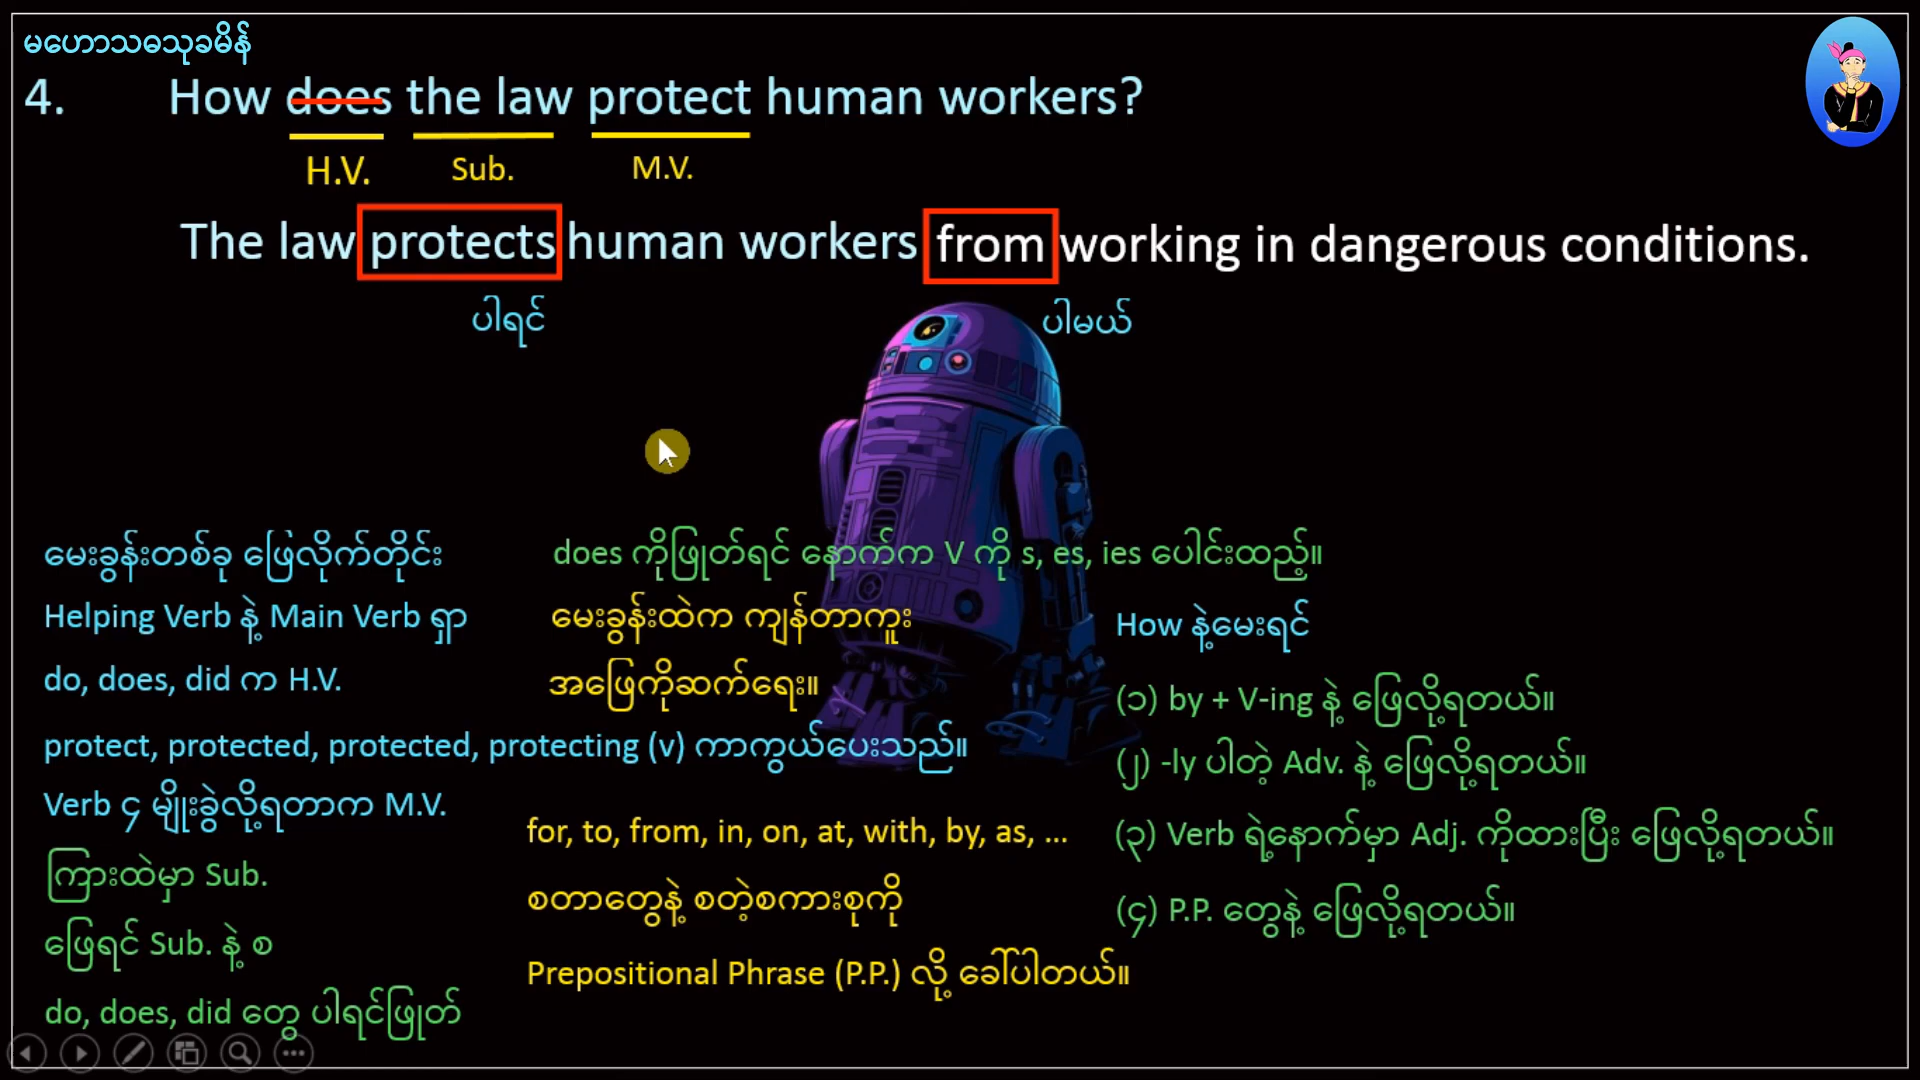 မဟောသဓသုခမိန်
4. How does the law protect human workers?
H.V. Sub. M.V.
The law protects human workers from working in dangerous conditions.
ပါရင် ပါမယ်
မေးခွန်းတစ်ခု ဖြေလိုက်တိုင်း
Helping Verb နဲ့ Main Verb ရှာ
do, does, did က H.V.
protect, protected, protected, protecting (v) ကာကွယ်ပေးသည်။
Verb ၄ မျိုးခွဲလို့ရတာက M.V.
ကြားထဲမှာ Sub.
ဖြေရင် Sub. နဲ့ စ
do, does, did တွေ ပါရင်ဖြုတ်
does ကိုဖြုတ်ရင် နောက်က V ကို s, es, ies ပေါင်းထည့်။
မေးခွန်းထဲက ကျန်တာကူး
အဖြေကိုဆက်ရေး။
for, to, from, in, on, at, with, by, as, ...
စတာတွေနဲ့ စတဲ့စကားစုကို
Prepositional Phrase (P.P.) လို့ ခေါ်ပါတယ်။
How နဲ့မေးရင်
(၁) by + V-ing နဲ့ ဖြေလို့ရတယ်။
(၂) -ly ပါတဲ့ Adv. နဲ့ ဖြေလို့ရတယ်။
(၃) Verb ရဲ့နောက်မှာ Adj. ကိုထားပြီး ဖြေလို့ရတယ်။
(၄) P.P. တွေနဲ့ ဖြေလို့ရတယ်။